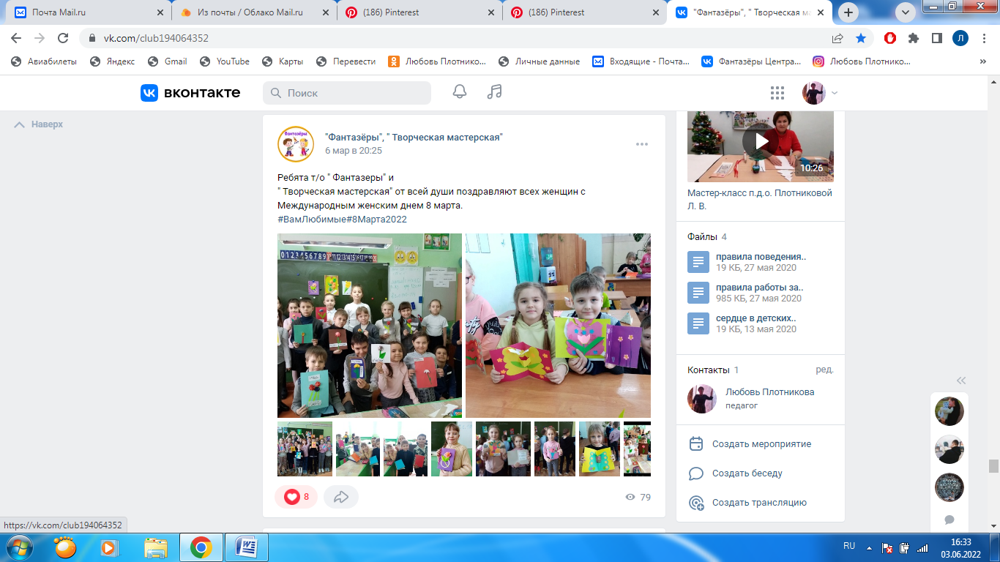 Почта Mail.ru
Из почты / Облако Mail.ru
(186) Pinterest
(186) Pinterest
"Фантазёры", " Творческая ма
vk.com/club194064352
Л
Авиабилеты
Яндекс
Gmail
YouTube
Карты
Перевести
Любовь Плотнико...
Личные данные
Входящие - Почта...
Фантазёры Центра...
Любовь Плотнико...
»
вконтакте
Поиск
Наверх
Фантазёры
"Фантазёры", " Творческая мастерская"
6 мар в 20:25
Ребята т/о " Фантазеры" и
" Творческая мастерская" от всей души поздравляют всех женщин с
Международным женским днем 8 марта.
#ВамЛюбимые#8Марта2022
8
79
10:26
Мастер-класс п.д.о. Плотниковой
Л. В.
Файлы 4
правила поведения..
19 КБ, 27 мая 2020
правила работы за..
985 КБ, 27 мая 2020
сердце в детских..
19 КБ, 13 мая 2020
Контакты 1
ред.
Любовь Плотникова
педагог
Создать мероприятие
Создать беседу
Создать трансляцию
https://vk.com/club194064352
RU
16:33
03.06.2022